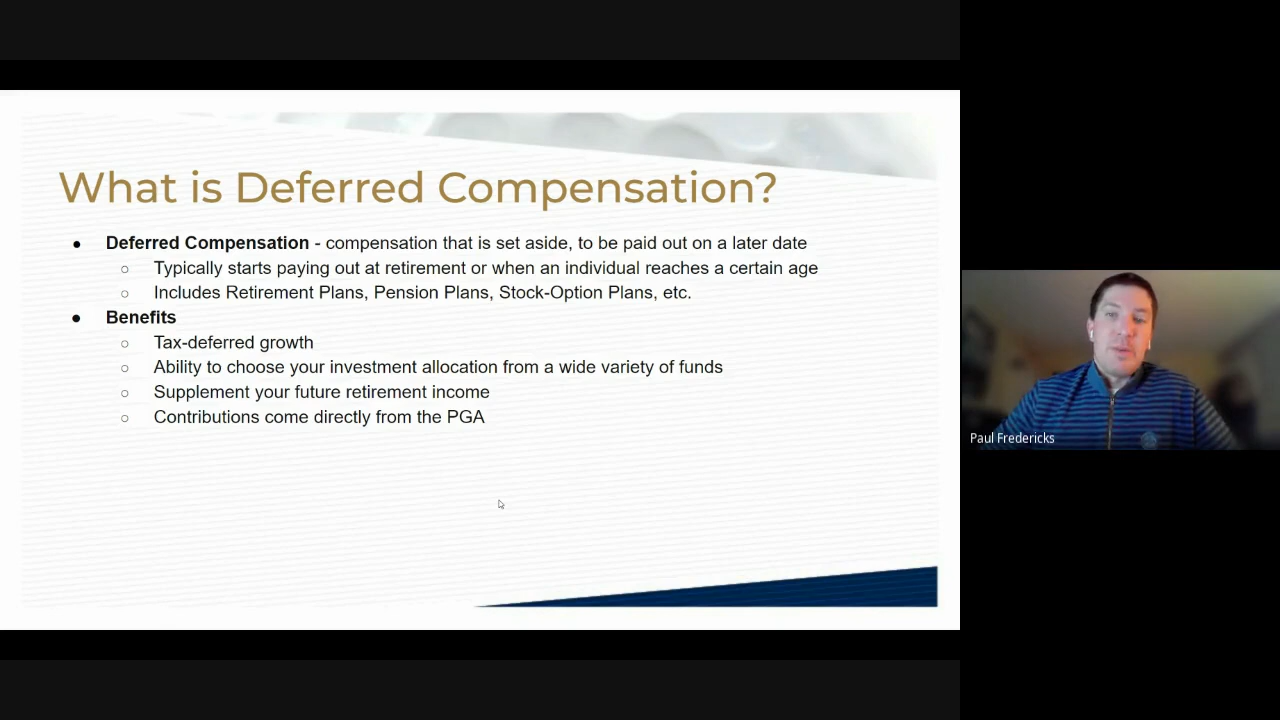 What is Deferred Compensation?
● Deferred Compensation - compensation that is set aside, to be paid out on a later date
○ Typically starts paying out at retirement or when an individual reaches a certain age
○ Includes Retirement Plans, Pension Plans, Stock-Option Plans, etc.
● Benefits
○ Tax-deferred growth
○ Ability to choose your investment allocation from a wide variety of funds
○ Supplement your future retirement income
○ Contributions come directly from the PGA
Paul Fredericks